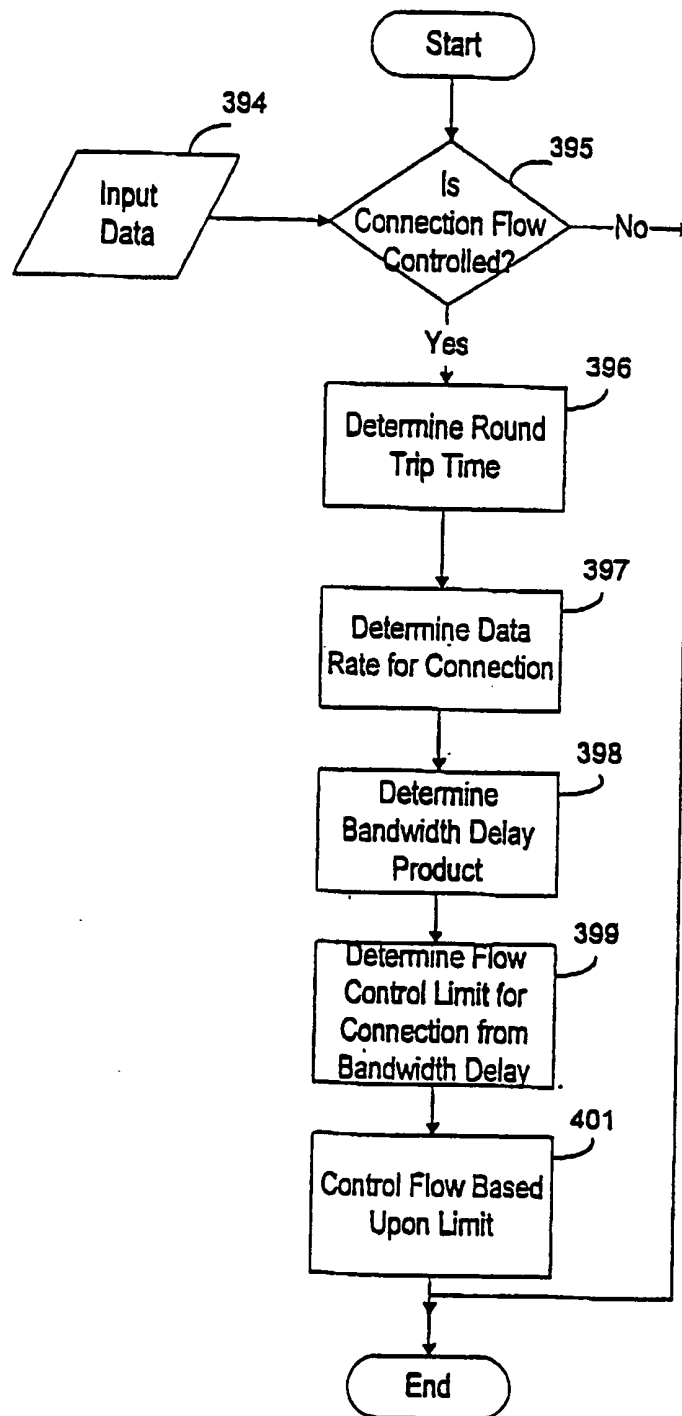 Start
394
Input
Data
395
Is
Connection Flow
Controlled?
No
Yes
396
Determine Round
Trip Time
397
Determine Data
Rate for Connection
398
Determine
Bandwidth Delay
Product
399
Determine Flow
Control Limit for
Connection from
Bandwidth Delay
401
Control Flow Based
Upon Limit
End